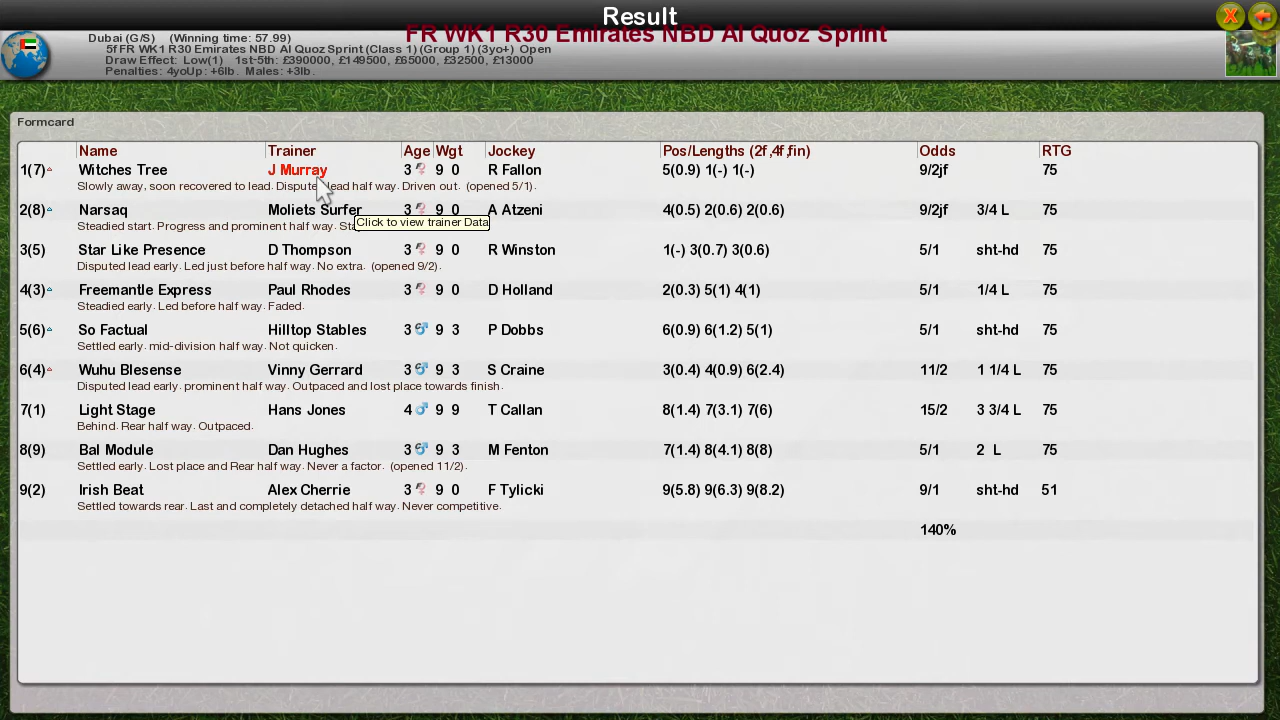 Result
FR WK1 R30 Emirates NBD Al Quoz Sprint
Dubai (G/S) (Winning time: 57.99)
5f FR WK1 R30 Emirates NBD Al Quoz Sprint (Class 1) (Group 1) (3yo+) Open
Draw Effect: Low(1) 1st-5th: £390000, £149500, £65000, £32500, £13000
Penalties: 4yoUp: +6lb. Males: +3lb.
Formcard
Name Trainer Age Wgt Jockey Pos/Lengths (2f,4f,fin) Odds RTG
1(7) Witches Tree J Murray 3 9 0 R Fallon 5(0.9) 1(-) 1(-) 9/2jf 75
Slowly away, soon recovered to lead. Dispute lead half way. Driven out. (opened 5/1).
2(8) Narsaq Moliets Surfer 3 9 0 A Atzeni 4(0.5) 2(0.6) 2(0.6) 9/2jf 3/4 L 75
Steadied start. Progress and prominent half way.
Click to view trainer Data
3(5) Star Like Presence D Thompson 3 9 0 R Winston 1(-) 3(0.7) 3(0.6) 5/1 sht-hd 75
Disputed lead early. Led just before half way. No extra. (opened 9/2).
4(3) Freemantle Express Paul Rhodes 3 9 0 D Holland 2(0.3) 5(1) 4(1) 5/1 1/4 L 75
Steadied early. Led before half way. Faded.
5(6) So Factual Hilltop Stables 3 9 3 P Dobbs 6(0.9) 6(1.2) 5(1) 5/1 sht-hd 75
Settled early. mid-division half way. Not quicken.
6(4) Wuhu Blesense Vinny Gerrard 3 9 3 S Craine 3(0.4) 4(0.9) 6(2.4) 11/2 1 1/4 L 75
Disputed lead early. prominent half way. Outpaced and lost place towards finish.
7(1) Light Stage Hans Jones 4 9 9 T Callan 8(1.4) 7(3.1) 7(6) 15/2 3 3/4 L 75
Behind. Rear half way. Outpaced.
8(9) Bal Module Dan Hughes 3 9 3 M Fenton 7(1.4) 8(4.1) 8(8) 5/1 2 L 75
Settled early. Lost place and Rear half way. Never a factor. (opened 11/2).
9(2) Irish Beat Alex Cherrie 3 9 0 F Tylicki 9(5.8) 9(6.3) 9(8.2) 9/1 sht-hd 51
Settled towards rear. Last and completely detached half way. Never competitive.
140%